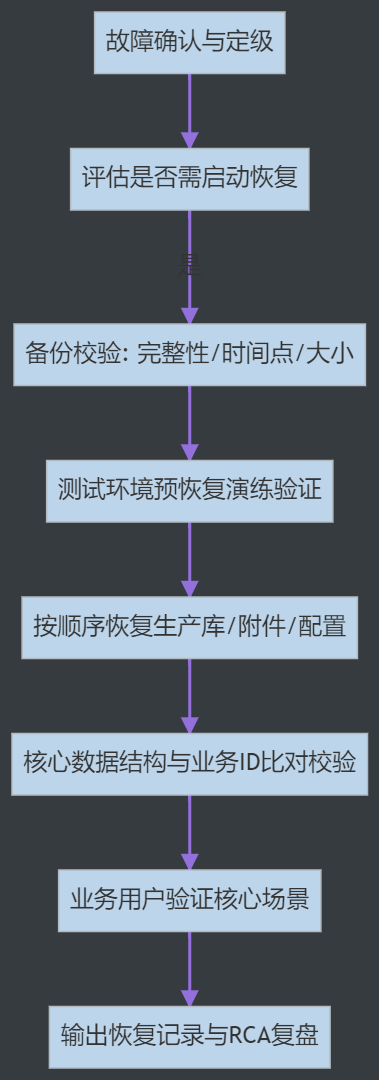 故障确认与定级
评估是否需启动恢复
是
备份校验: 完整性/时间点/大小
测试环境预恢复演练验证
按顺序恢复生产库/附件/配置
核心数据结构与业务ID比对校验
业务用户验证核心场景
输出恢复记录与RCA复盘